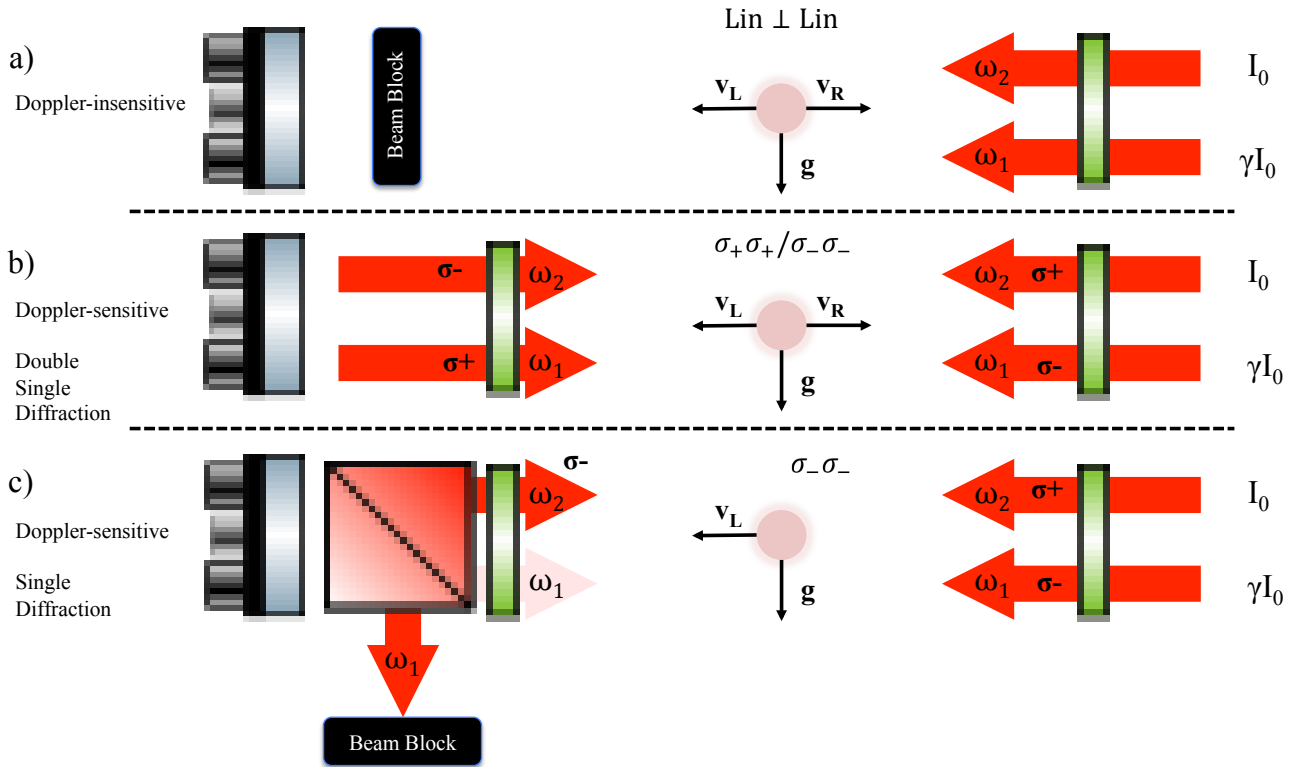 Lin ⊥ Lin
a)
Doppler-insensitive
Beam Block
v_L
v_R
g
ω₂
I₀
ω₁
γI₀
b)
Doppler-sensitive
Double
Single
Diffraction
σ-
ω₂
σ+
ω₁
σ₊σ₊/σ₋σ₋
v_L
v_R
g
ω₂
σ+
I₀
ω₁
σ-
γI₀
c)
Doppler-sensitive
Single
Diffraction
σ-
ω₂
ω₁
ω₁
Beam Block
σ₋σ₋
v_L
g
ω₂
σ+
I₀
ω₁
σ-
γI₀